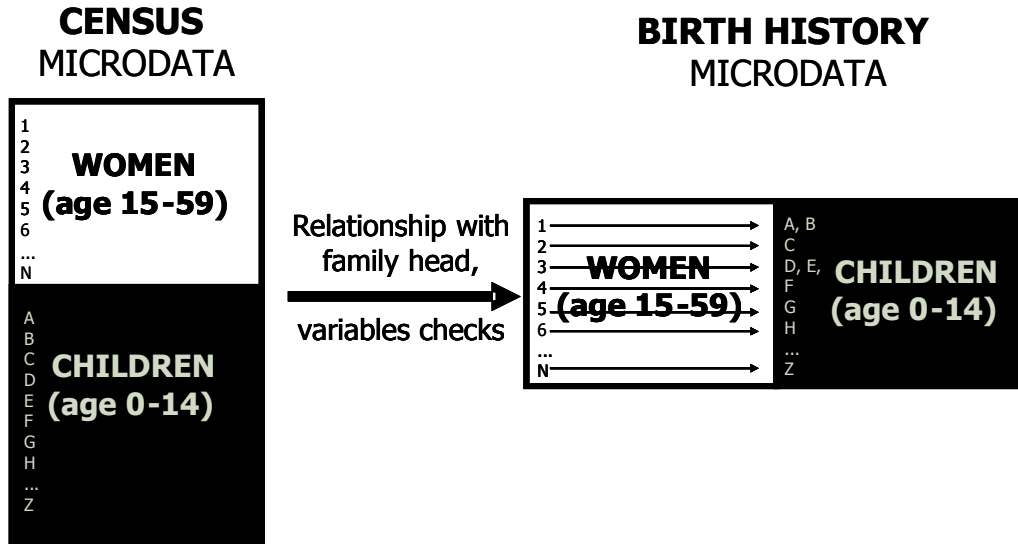 CENSUS
MICRODATA
1
2
3
4
5
6
...
N
WOMEN
(age 15-59)
A
B
C
D
E
F
G
H
...
Z
CHILDREN
(age 0-14)
Relationship with
family head,
variables checks
BIRTH HISTORY
MICRODATA
1
2
3
4
5
6
...
N
WOMEN
(age 15-59)
A, B
C
D, E,
F
G
H
...
Z
CHILDREN
(age 0-14)